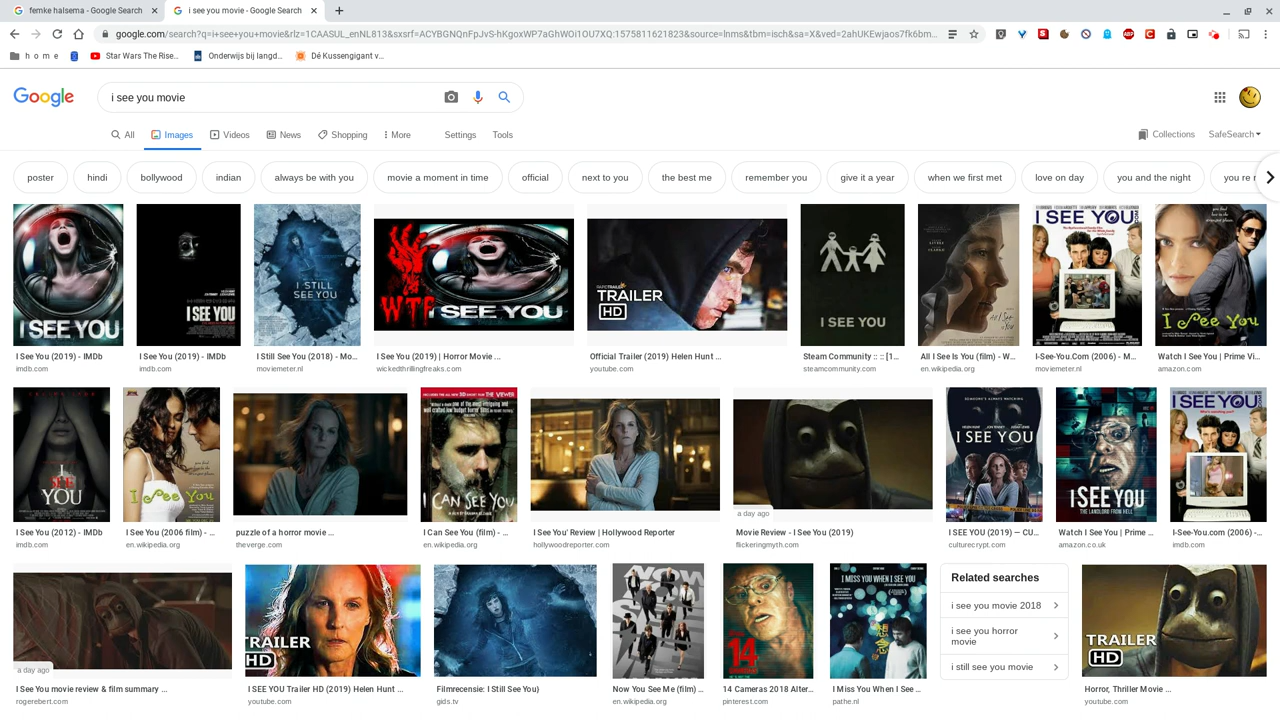 femke halsema - Google Search
i see you movie - Google Search
google.com/search?q=i+see+you+movie&rlz=1CAASUL_enNL813&sxsrf=ACYBGNQnFpJvS-hKgoxWP7aGhWOi1OU7XQ:1575811621823&source=lnms&tbm=isch&sa=X&ved=2ahUKEwjaos7fk6bm...
h o m e
Star Wars The Rise...
Onderwijs bij langd...
Dé Kussengigant v...
Google
i see you movie
All
Images
Videos
News
Shopping
More
Settings
Tools
Collections
SafeSearch
poster
hindi
bollywood
indian
always be with you
movie a moment in time
official
next to you
the best me
remember you
give it a year
when we first met
love on day
you and the night
you re
I SEE YOU
I SEE YOU
I STILL
SEE YOU
WTF
I SEE YOU
TRAILER
HD
I SEE YOU
All I See Is You
I SEE YOU
.COM
you find
I See You
I See You (2019) - IMDb
imdb.com
I See You (2019) - IMDb
imdb.com
I Still See You (2018) - Mo...
moviemeter.nl
I See You (2019) | Horror Movie ...
wickedthrillingfreaks.com
Official Trailer (2019) Helen Hunt ...
youtube.com
Steam Community :: :: [1...
steamcommunity.com
All I See Is You (film) - W...
en.wikipedia.org
I-See-You.Com (2006) - M...
moviemeter.nl
Watch I See You | Prime Vi...
amazon.com
I
SEE
YOU
I See You
THE VIEWER
I CAN SEE YOU
a day ago
I SEE YOU
I SEE YOU
THE LANDLORD FROM HELL
I SEE YOU
I See You (2012) - IMDb
imdb.com
I See You (2006 film) - ...
en.wikipedia.org
puzzle of a horror movie ...
theverge.com
I Can See You (film) - ...
en.wikipedia.org
I See You' Review | Hollywood Reporter
hollywoodreporter.com
Movie Review - I See You (2019)
flickeringmyth.com
I SEE YOU (2019) — CU...
culturecrypt.com
Watch I See You | Prime ...
amazon.co.uk
I-See-You.com (2006) -...
imdb.com
a day ago
TRAILER
HD
NOW
14
I MISS YOU WHEN I SEE YOU
Related searches
i see you movie 2018
i see you horror
movie
i still see you movie
TRAILER
HD
I See You movie review & film summary ...
rogerebert.com
I SEE YOU Trailer HD (2019) Helen Hunt ...
youtube.com
Filmrecensie: I Still See You)
gids.tv
Now You See Me (film) ...
en.wikipedia.org
14 Cameras 2018 Alter...
pinterest.com
I Miss You When I See ...
pathe.nl
Horror, Thriller Movie ...
youtube.com